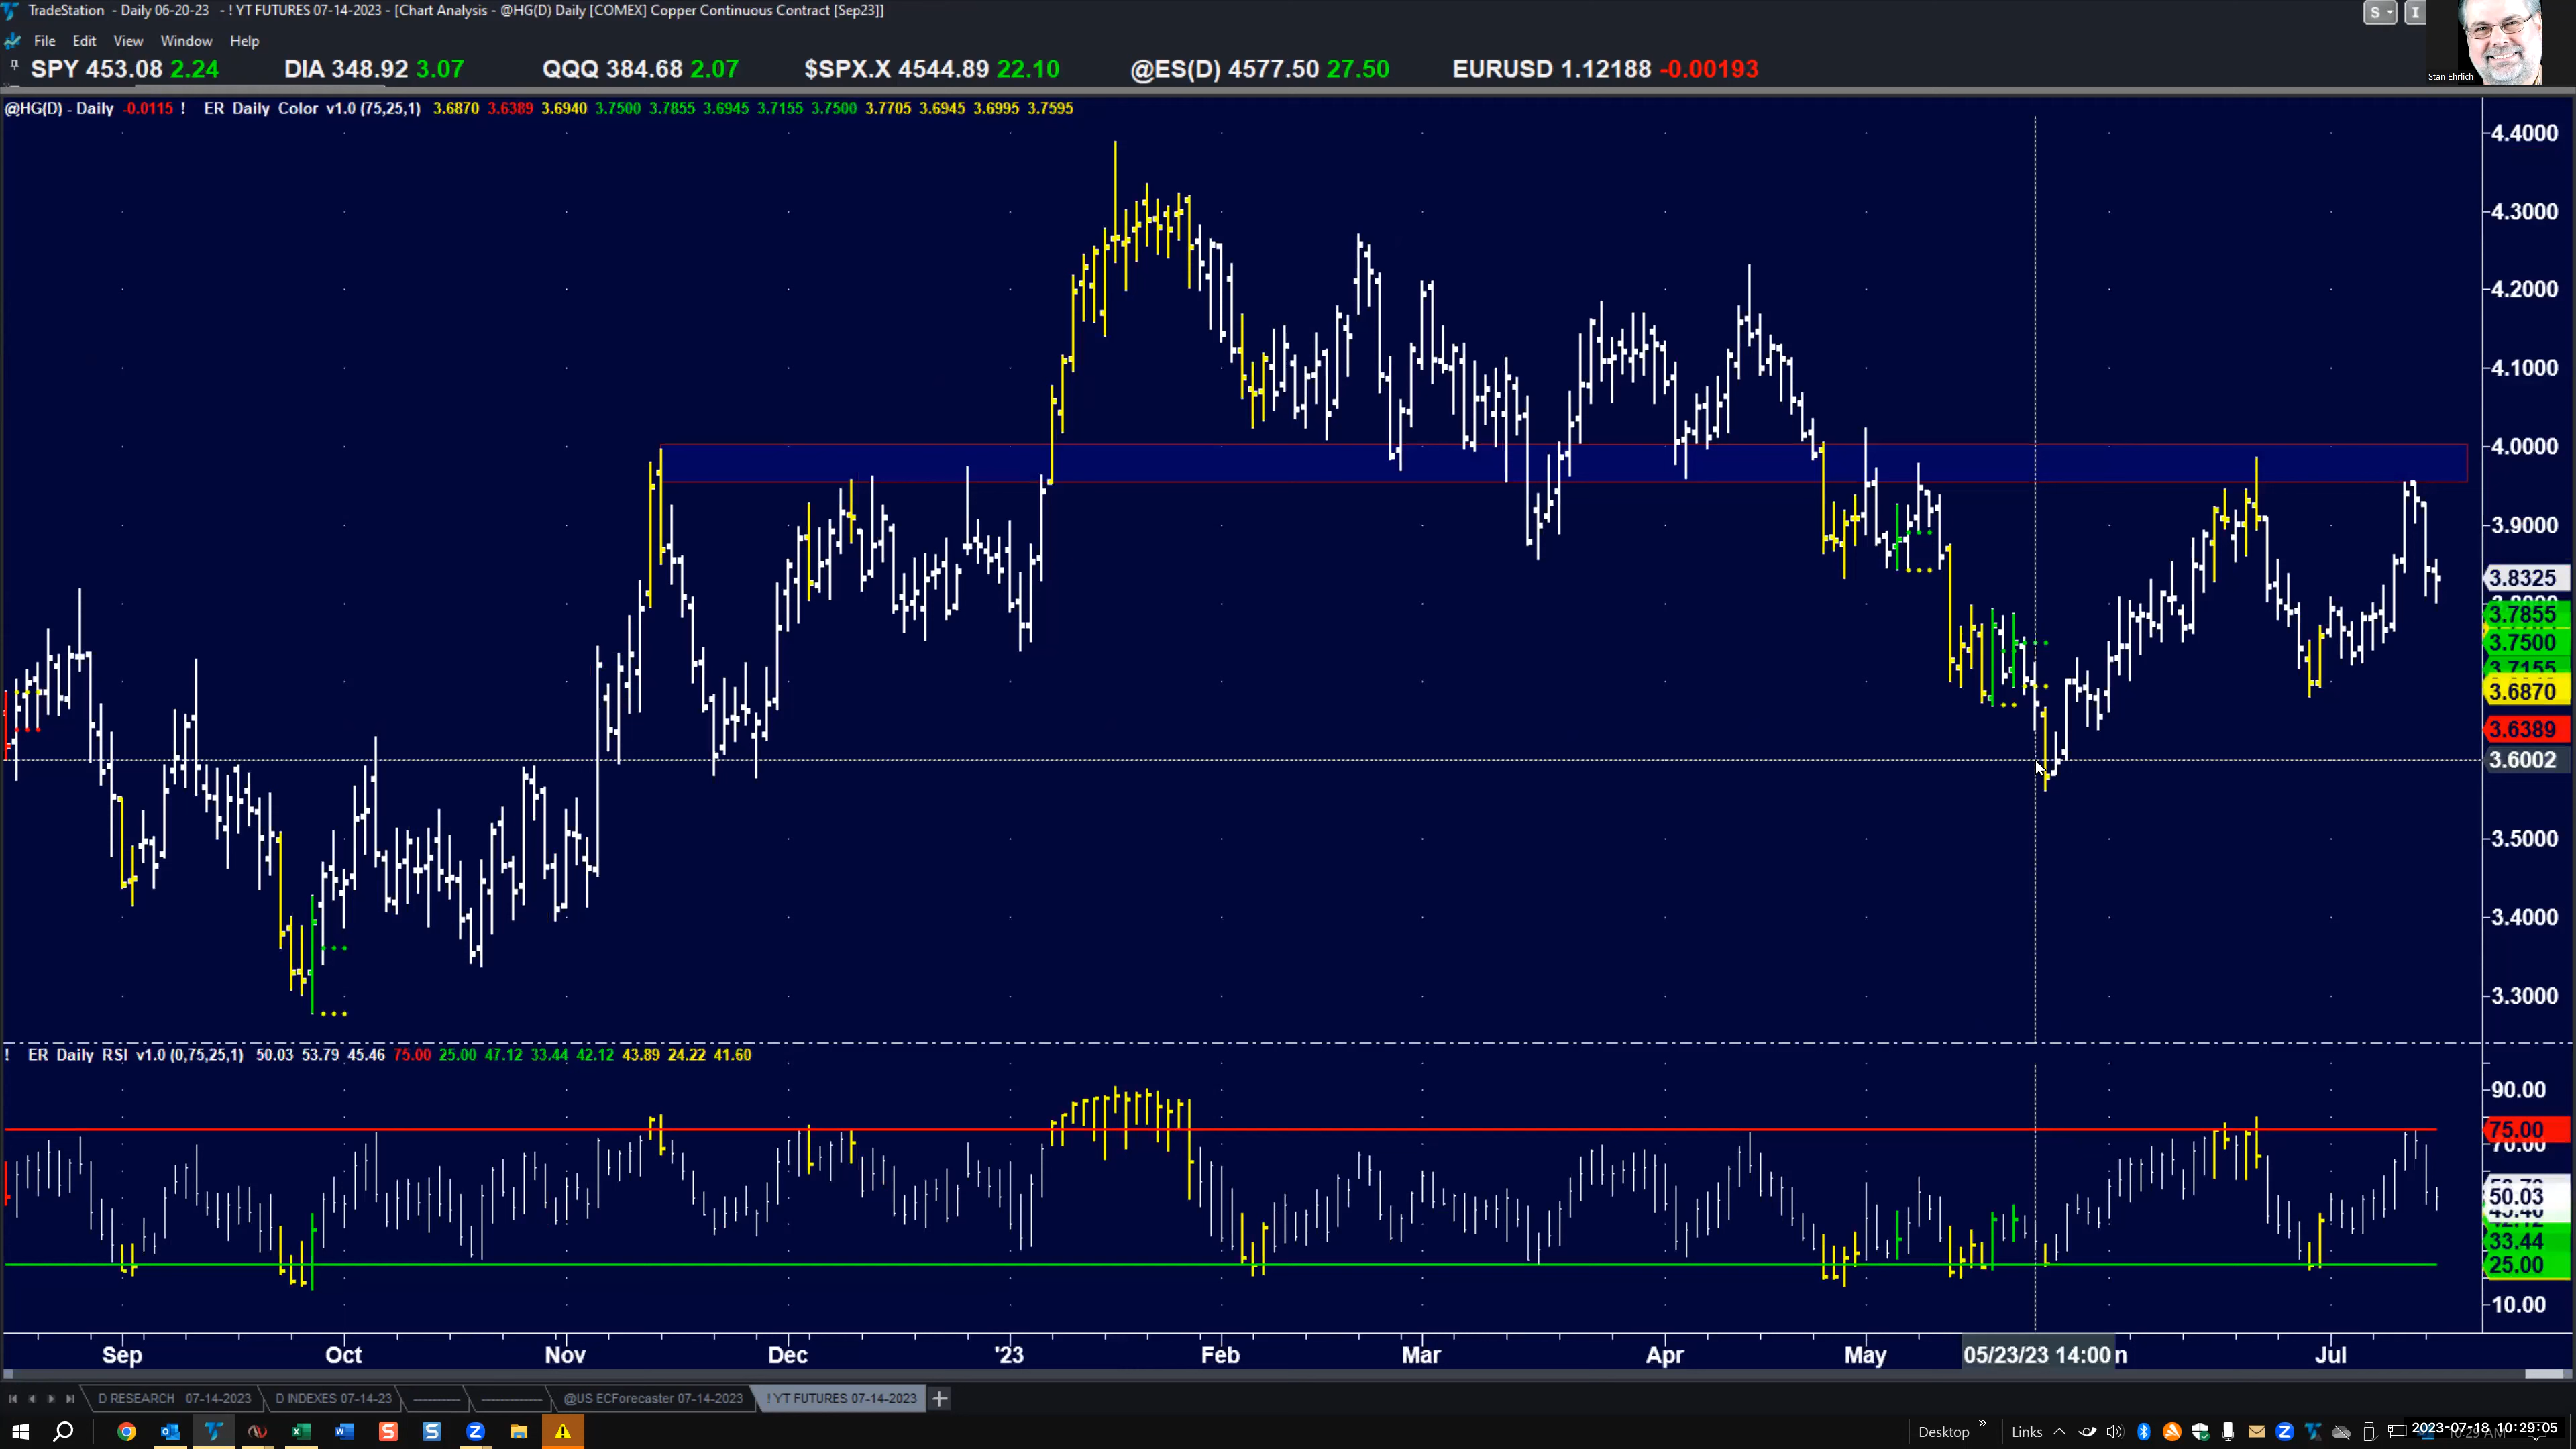 TradeStation - Daily 06-20-23 - ! YT FUTURES 07-14-2023 - [Chart Analysis - @HG(D) Daily [COMEX] Copper Continuous Contract [Sep23]]
S I
File Edit View Window Help
SPY 453.08 2.24 DIA 348.92 3.07 QQQ 384.68 2.07 $SPX.X 4544.89 22.10 @ES(D) 4577.50 27.50 EURUSD 1.12188 -0.00193
Stan Ehrlich
@HG(D) - Daily -0.0115 ! ER Daily Color v1.0 (75,25,1) 3.6870 3.6389 3.6940 3.7500 3.7855 3.6945 3.7155 3.7500 3.7705 3.6945 3.6995 3.7595
4.4000
4.3000
4.2000
4.1000
4.0000
3.9000
3.8325
3.7855
3.7500
3.7155
3.6870
3.6389
3.6002
3.5000
3.4000
3.3000
! ER Daily RSI v1.0 (0,75,25,1) 50.03 53.79 45.46 75.00 25.00 47.12 33.44 42.12 43.89 24.22 41.60
90.00
75.00
70.00
50.03
33.44
25.00
10.00
Sep Oct Nov Dec '23 Feb Mar Apr May 05/23/23 14:00 n Jul
D RESEARCH 07-14-2023 D INDEXES 07-14-23 @US ECForecaster 07-14-2023 ! YT FUTURES 07-14-2023 +
Desktop » Links 2023-07-18 10:29:05